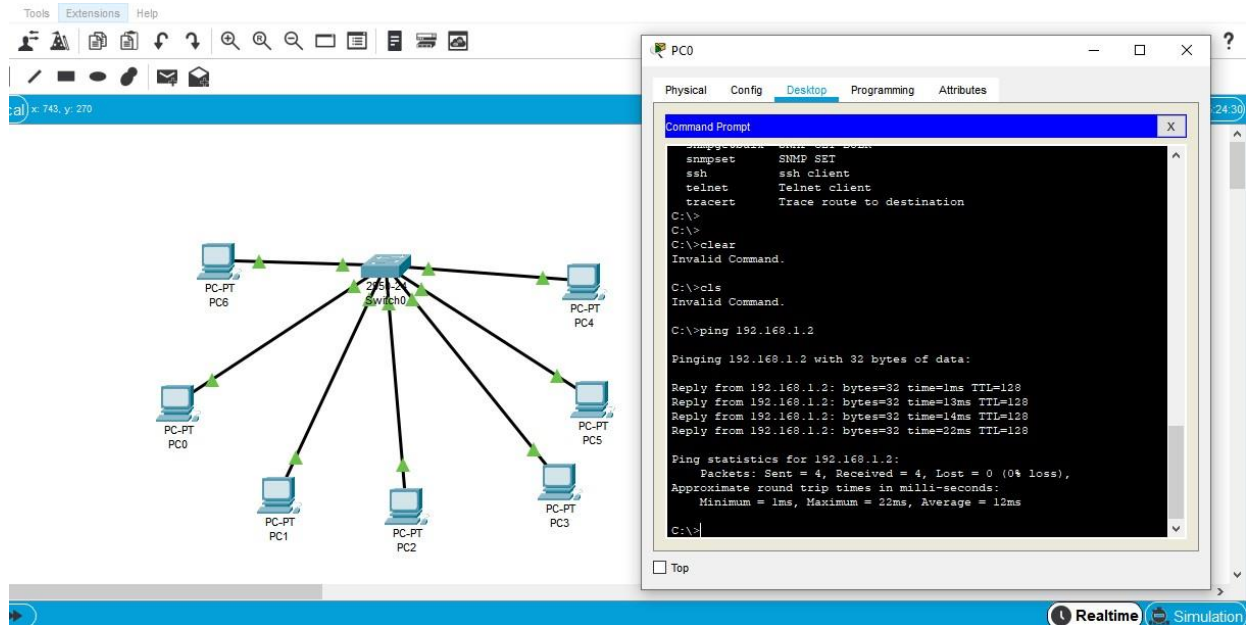 Tools Extensions Help
?
x: 743, y: 270
:24:30
PC-PT
PC6
2950-24
Switch0
PC-PT
PC4
PC-PT
PC0
PC-PT
PC5
PC-PT
PC1
PC-PT
PC2
PC-PT
PC3
PC0
Physical Config Desktop Programming Attributes
Command Prompt X
snmpset SNMP SET
ssh ssh client
telnet Telnet client
tracert Trace route to destination
C:\>
C:\>
C:\>clear
Invalid Command.
C:\>cls
Invalid Command.
C:\>ping 192.168.1.2
Pinging 192.168.1.2 with 32 bytes of data:
Reply from 192.168.1.2: bytes=32 time=1ms TTL=128
Reply from 192.168.1.2: bytes=32 time=13ms TTL=128
Reply from 192.168.1.2: bytes=32 time=14ms TTL=128
Reply from 192.168.1.2: bytes=32 time=22ms TTL=128
Ping statistics for 192.168.1.2:
Packets: Sent = 4, Received = 4, Lost = 0 (0% loss),
Approximate round trip times in milli-seconds:
Minimum = 1ms, Maximum = 22ms, Average = 12ms
C:\>
Top
Realtime Simulation